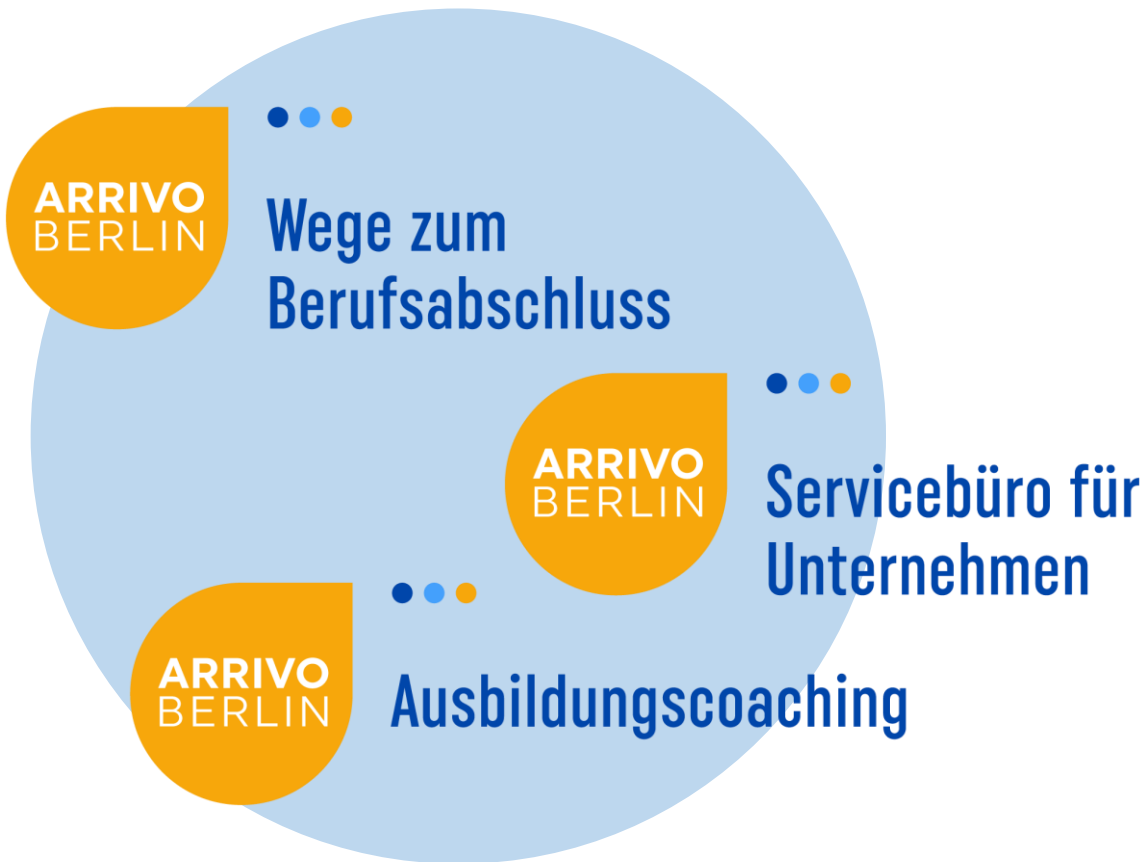 ARRIVO
BERLIN
Wege zum
Berufsabschluss
ARRIVO
BERLIN
Servicebüro für
Unternehmen
ARRIVO
BERLIN
Ausbildungscoaching